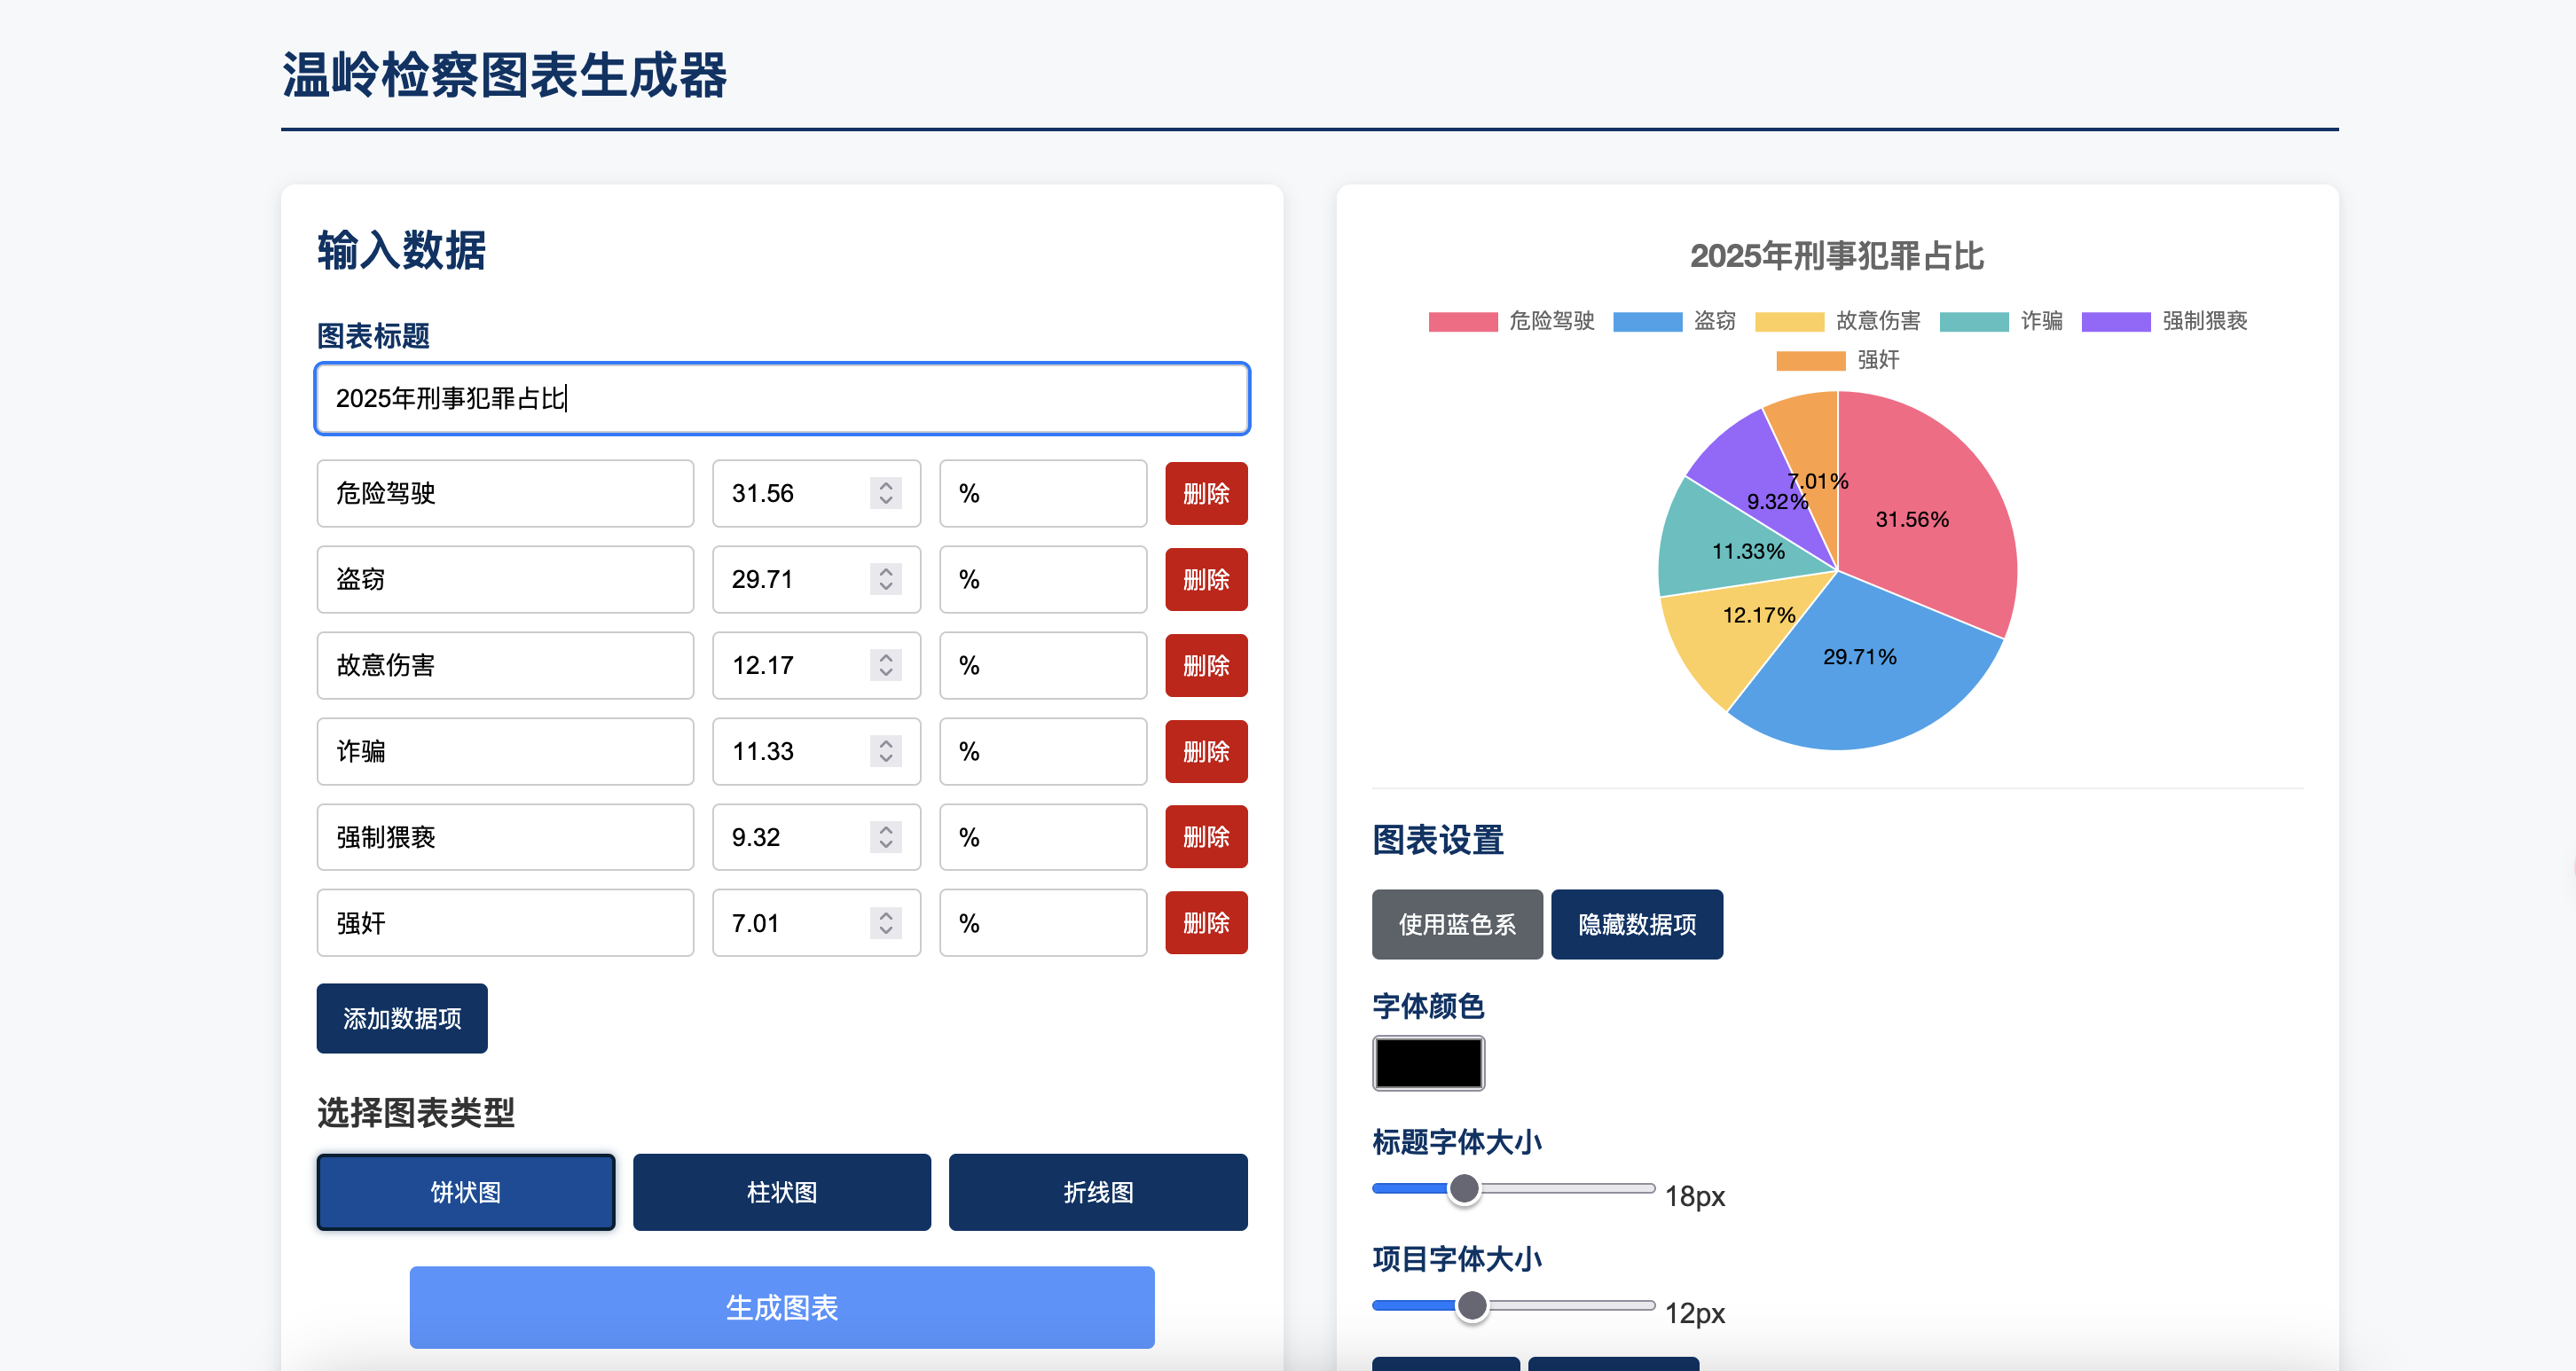 温岭检察图表生成器
输入数据
图表标题
2025年刑事犯罪占比
危险驾驶 31.56 % 删除
盗窃 29.71 % 删除
故意伤害 12.17 % 删除
诈骗 11.33 % 删除
强制猥亵 9.32 % 删除
强奸 7.01 % 删除
添加数据项
选择图表类型
饼状图 柱状图 折线图
生成图表
2025年刑事犯罪占比
危险驾驶 盗窃 故意伤害 诈骗 强制猥亵
强奸
7.01%
9.32%
31.56%
11.33%
12.17%
29.71%
图表设置
使用蓝色系 隐藏数据项
字体颜色
标题字体大小
18px
项目字体大小
12px